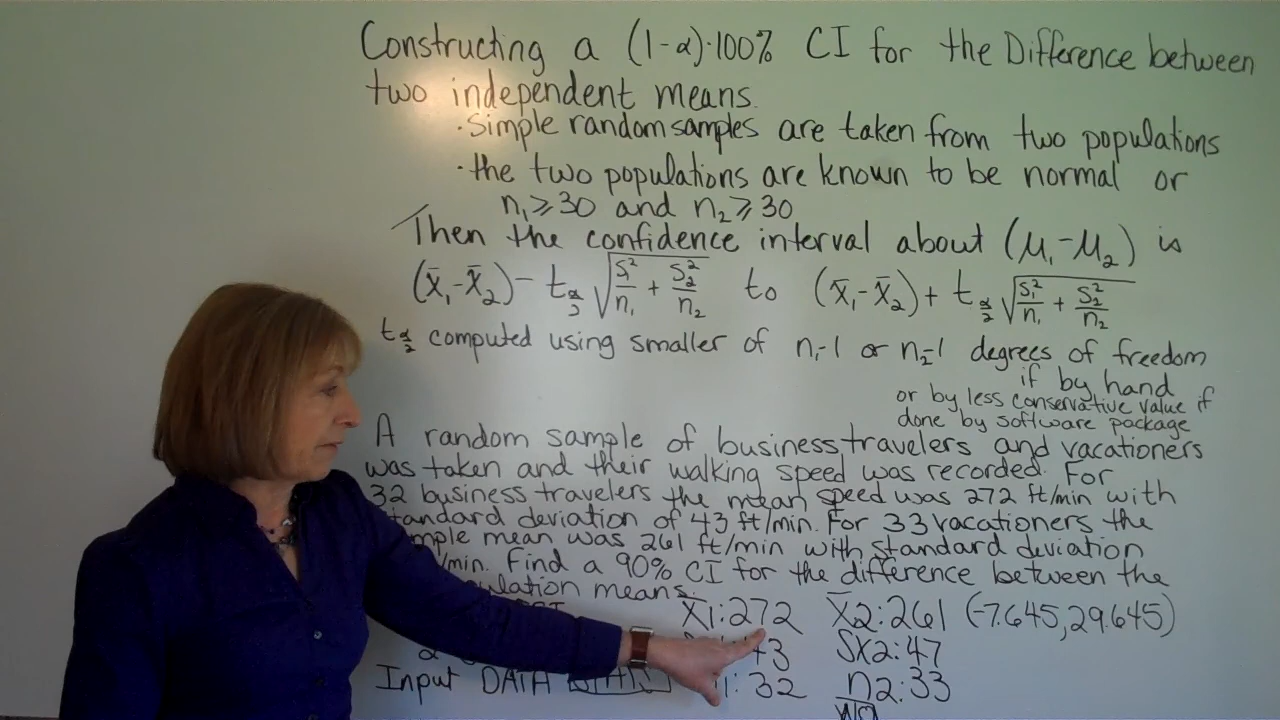 Constructing a (1-α)·100% CI for the Difference between
two independent means.
·Simple random samples are taken from two populations
·the two populations are known to be normal or
n₁≥30 and n₂≥30
Then the confidence interval about (μ₁-μ₂) is
(x̄₁-x̄₂)- t_α/2 √(s₁²/n₁ + s₂²/n₂) to (x̄₁-x̄₂)+ t_α/2 √(s₁²/n₁ + s₂²/n₂)
t_α/2 computed using smaller of n₁-1 or n₂-1 degrees of freedom
if by hand
or by less conservative value if
done by software package
A random sample of business travelers and vacationers
was taken and their walking speed was recorded. For
32 business travelers the mean speed was 272 ft/min with
standard deviation of 43 ft/min. For 33 vacationers the
mple mean was 261 ft/min with standard deviation
/min. Find a 90% CI for the difference between the
ulation means.
x̄1:272 x̄2:261 (-7.645,29.645)
3 Sx2:47
Input DATA 32 n2:33